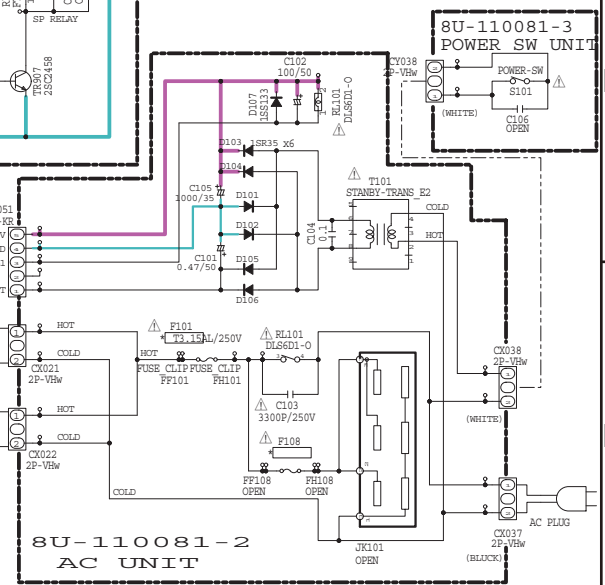 SP RELAY
TR907
2SC2458
8U-110081-3
POWER SW UNIT
CY038
2P-VHw
POWER-SW
S101
(WHITE)
C106
OPEN
C102
100/50
D107
1SS133
RL101
DLS6D1-O
D103
1SR35 x6
D104
C105
1000/35
D101
D102
C101
0.47/50
D105
D106
C104
0.1
T101
STANBY-TRANS_E2
COLD
HOT
051
-KR
HOT
COLD
CX021
2P-VHw
HOT
COLD
CX022
2P-VHw
HOT
F101
* T3.15AL/250V
FUSE_CLIP
FF101
FUSE_CLIP
FH101
RL101
DLS6D1-O
C103
3300P/250V
F108
*
FF108
OPEN
FH108
OPEN
COLD
JK101
OPEN
CX038
2P-VHw
(WHITE)
CX037
2P-VHw
(BLUCK)
AC PLUG
8U-110081-2
AC UNIT